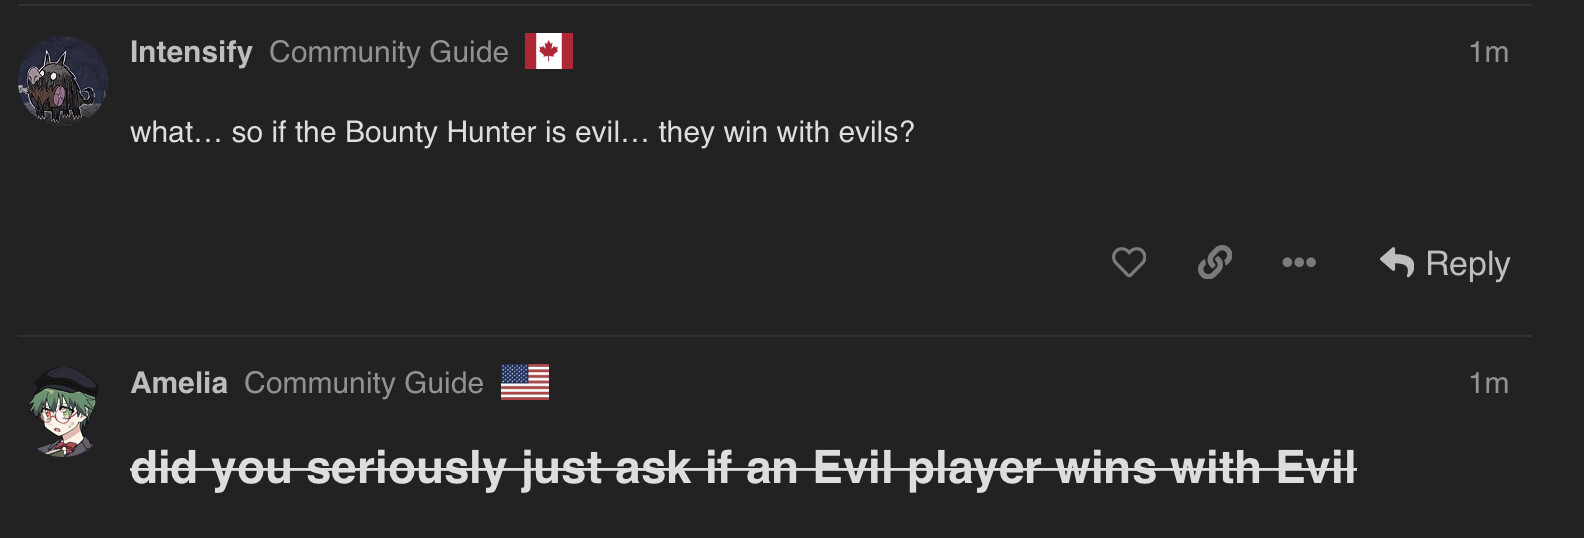 Intensify Community Guide 1m
what... so if the Bounty Hunter is evil... they win with evils?
Reply
Amelia Community Guide 1m
did you seriously just ask if an Evil player wins with Evil